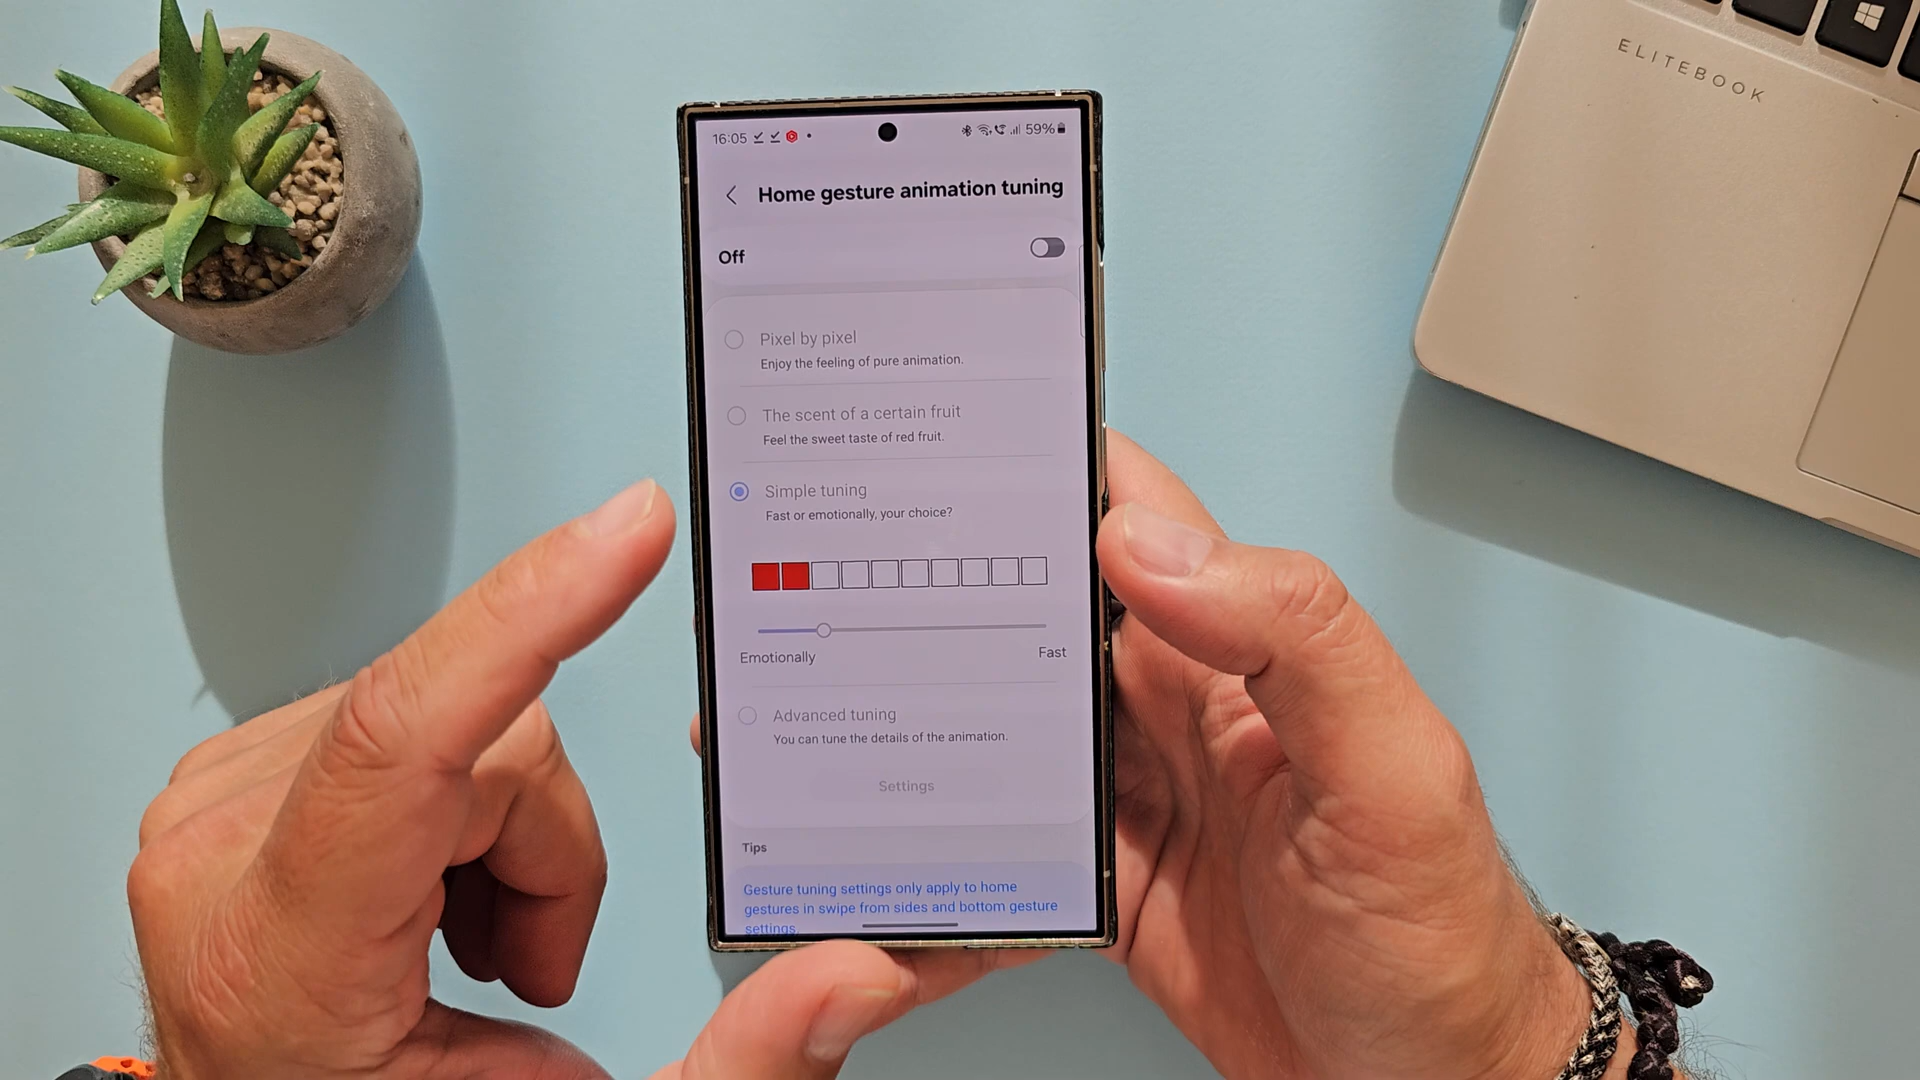 ELITEBOOK
16:05
59%
Home gesture animation tuning
Off
Pixel by pixel
Enjoy the feeling of pure animation.
The scent of a certain fruit
Feel the sweet taste of red fruit.
Simple tuning
Fast or emotionally, your choice?
Emotionally
Fast
Advanced tuning
You can tune the details of the animation.
Settings
Tips
Gesture tuning settings only apply to home
gestures in swipe from sides and bottom gesture
settings.